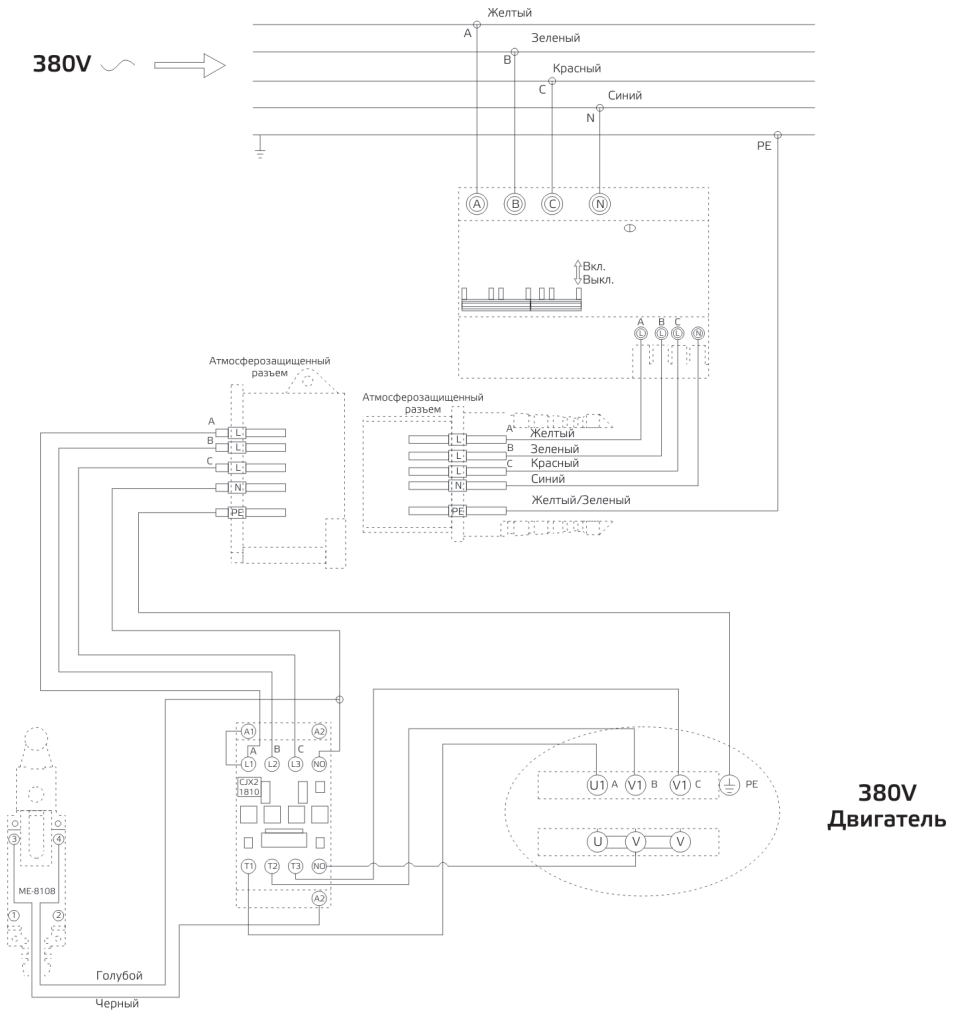 Желтый
A
Зеленый
380V
B
Красный
C
Синий
N
PE
A B C N
Вкл.
Выкл.
A B C
L L L N
Атмосферозащищенный
разъем
A
L
B
L
C
L
N
PE
Атмосферозащищенный
разъем
L A Желтый
L B Зеленый
L C Красный
N Синий
PE Желтый/Зеленый
A1 A2
A B C
L1 L2 L3 NO
CJX2
1810
T1 T2 T3 NO
A2
U1 A V1 B V1 C PE
U V V
380V
Двигатель
3 4
ME-8108
1 2
Голубой
Черный